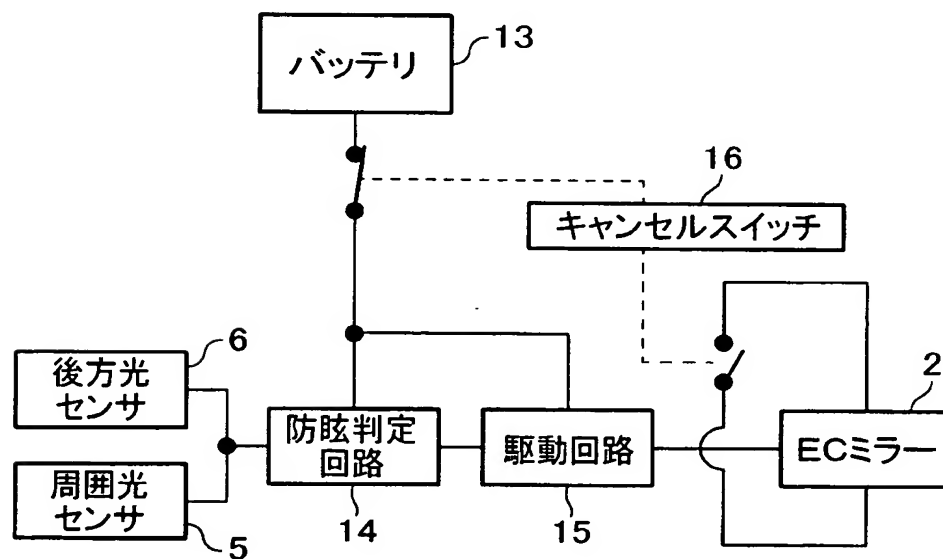 バッテリ
13
16
キャンセルスイッチ
6
後方光
センサ
周囲光
センサ
5
防眩判定
回路
14
駆動回路
15
2
ECミラー